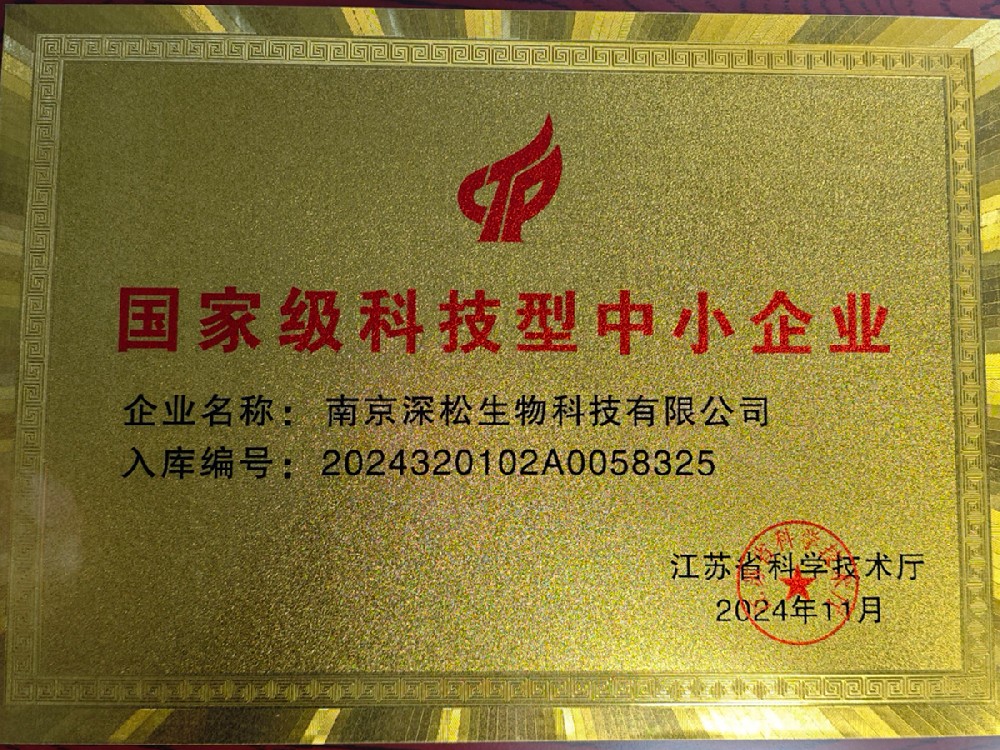 国家级科技型中小企业
企业名称：南京深松生物科技有限公司
入库编号：2024320102A0058325
江苏省科学技术厅
2024年11月